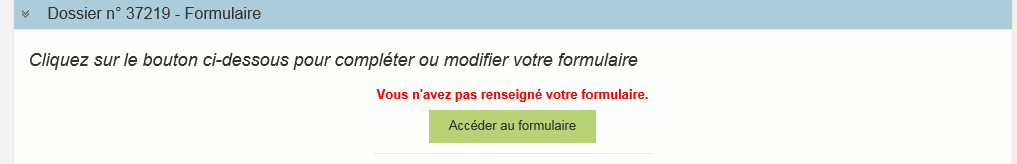 Dossier n° 37219 - Formulaire
Cliquez sur le bouton ci-dessous pour compléter ou modifier votre formulaire
Vous n'avez pas renseigné votre formulaire.
Accéder au formulaire